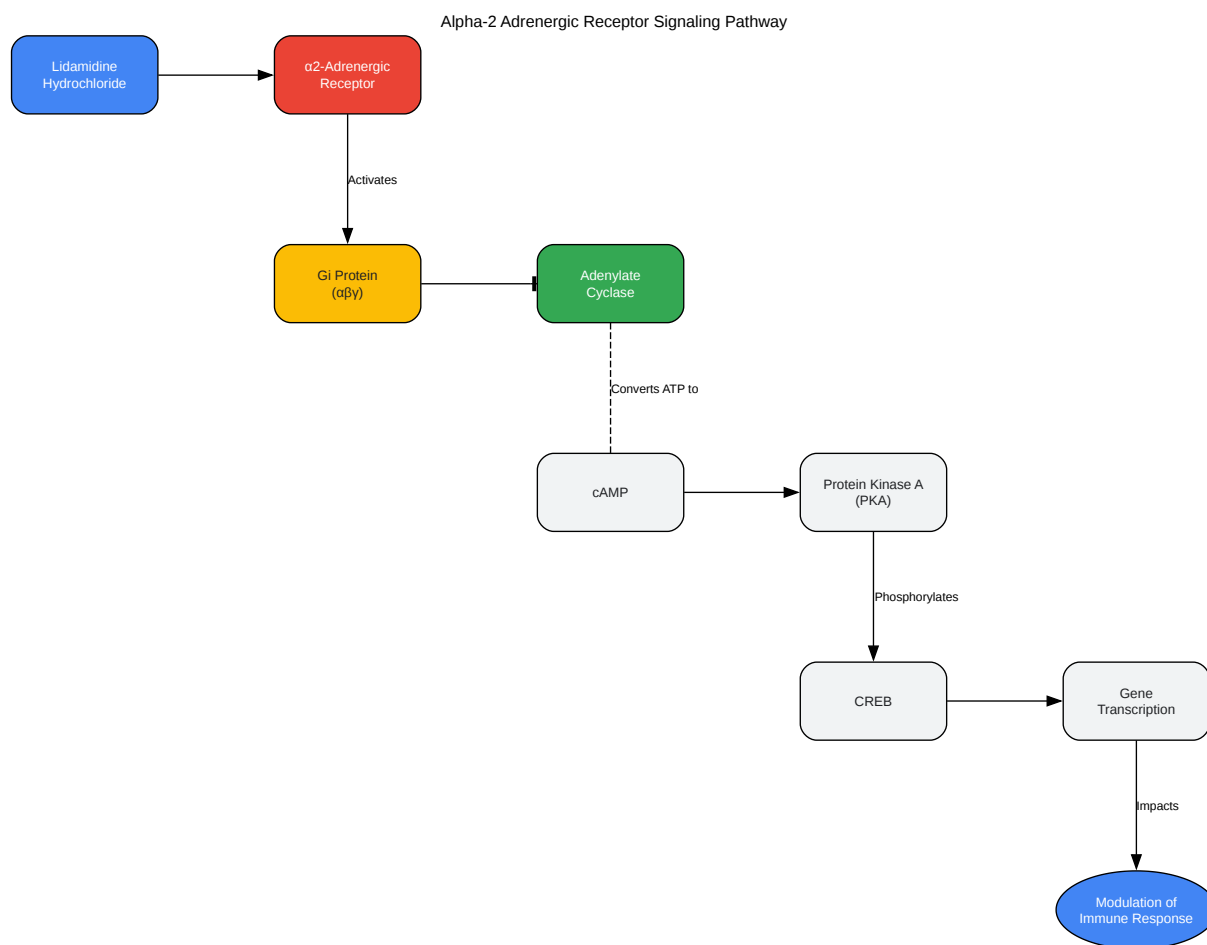 Alpha-2 Adrenergic Receptor Signaling Pathway
Lidamidine
Hydrochloride
α2-Adrenergic
Receptor
Activates
Gi Protein
(αβγ)
Adenylate
Cyclase
Converts ATP to
cAMP
Protein Kinase A
(PKA)
Phosphorylates
CREB
Gene
Transcription
Impacts
Modulation of
Immune Response